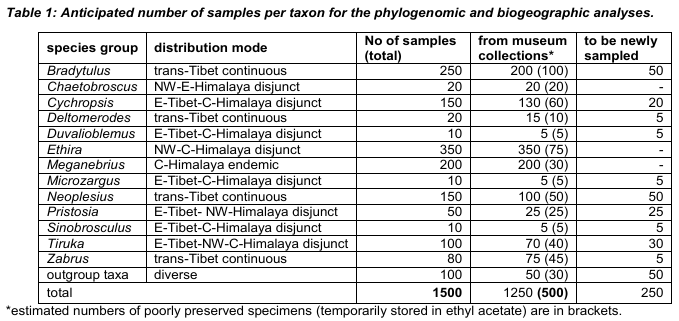 Table 1: Anticipated number of samples per taxon for the phylogenomic and biogeographic analyses.
species group distribution mode No of samples (total) from museum collections* to be newly sampled
Bradytulus trans-Tibet continuous 250 200 (100) 50
Chaetobroscus NW-E-Himalaya disjunct 20 20 (20) -
Cychropsis E-Tibet-C-Himalaya disjunct 150 130 (60) 20
Deltomerodes trans-Tibet continuous 20 15 (10) 5
Duvalioblemus E-Tibet-C-Himalaya disjunct 10 5 (5) 5
Ethira NW-C-Himalaya disjunct 350 350 (75) -
Meganebrius C-Himalaya endemic 200 200 (30) -
Microzargus E-Tibet-C-Himalaya disjunct 10 5 (5) 5
Neoplesius trans-Tibet continuous 150 100 (50) 50
Pristosia E-Tibet- NW-Himalaya disjunct 50 25 (25) 25
Sinobrosculus E-Tibet-C-Himalaya disjunct 10 5 (5) 5
Tiruka E-Tibet-NW-C-Himalaya disjunct 100 70 (40) 30
Zabrus trans-Tibet continuous 80 75 (45) 5
outgroup taxa diverse 100 50 (30) 50
total 1500 1250 (500) 250
*estimated numbers of poorly preserved specimens (temporarily stored in ethyl acetate) are in brackets.